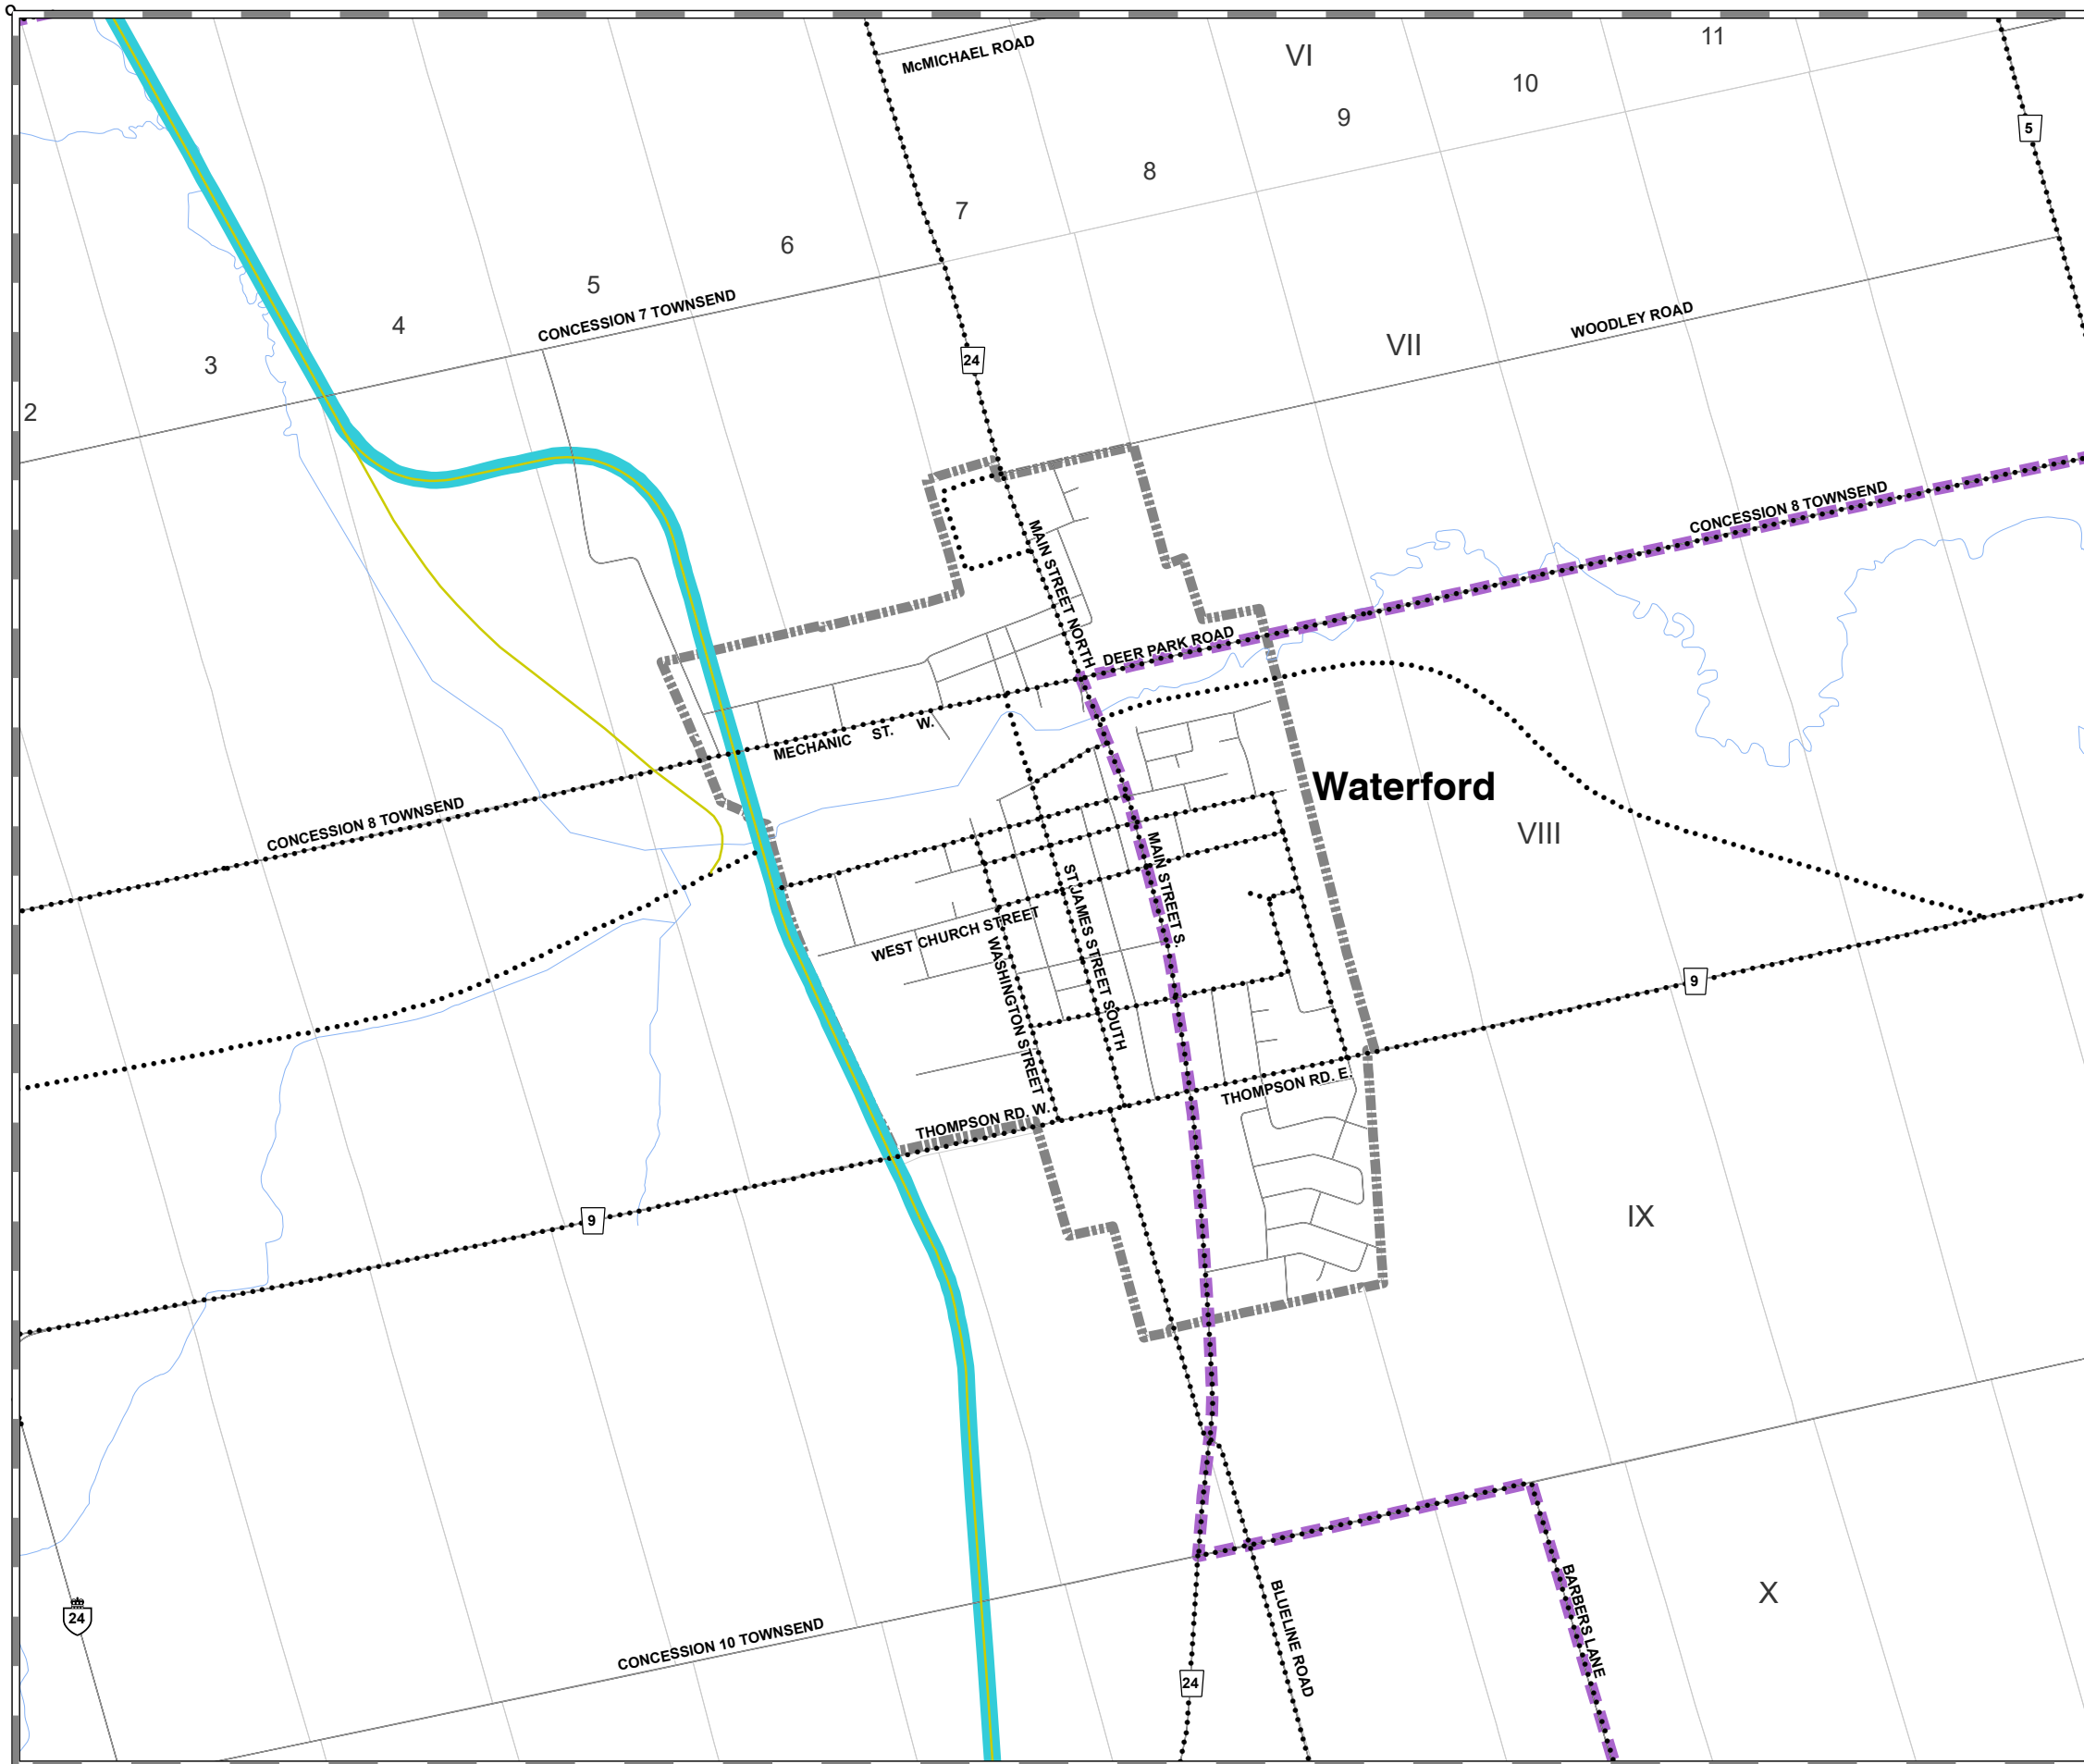 McMICHAEL ROAD
VI
11
10
9
5
8
7
6
5
4
3
2
CONCESSION 7 TOWNSEND
WOODLEY ROAD
VII
24
CONCESSION 8 TOWNSEND
MAIN STREET NORTH
DEER PARK ROAD
MECHANIC ST. W.
Waterford
VIII
CONCESSION 8 TOWNSEND
MAIN STREET S.
ST JAMES STREET SOUTH
WEST CHURCH STREET
WASHINGTON STREET
9
THOMPSON RD. E.
THOMPSON RD. W.
9
IX
24
X
BARBERS LANE
BLUELINE ROAD
CONCESSION 10 TOWNSEND
24